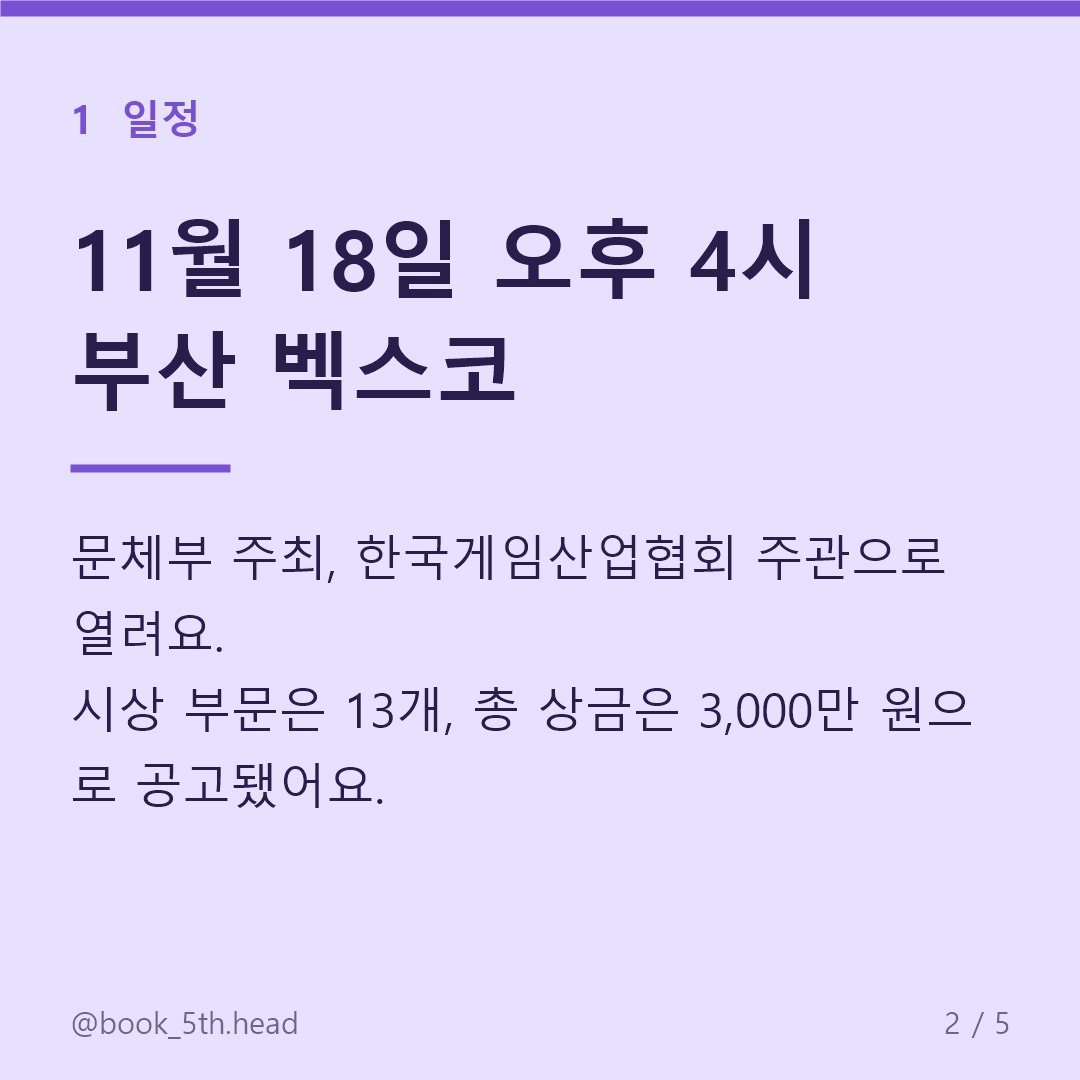 1 일정
11월 18일 오후 4시
부산 벡스코
문체부 주최, 한국게임산업협회 주관으로
열려요.
시상 부문은 13개, 총 상금은 3,000만 원으
로 공고됐어요.
@book_5th.head
2 / 5